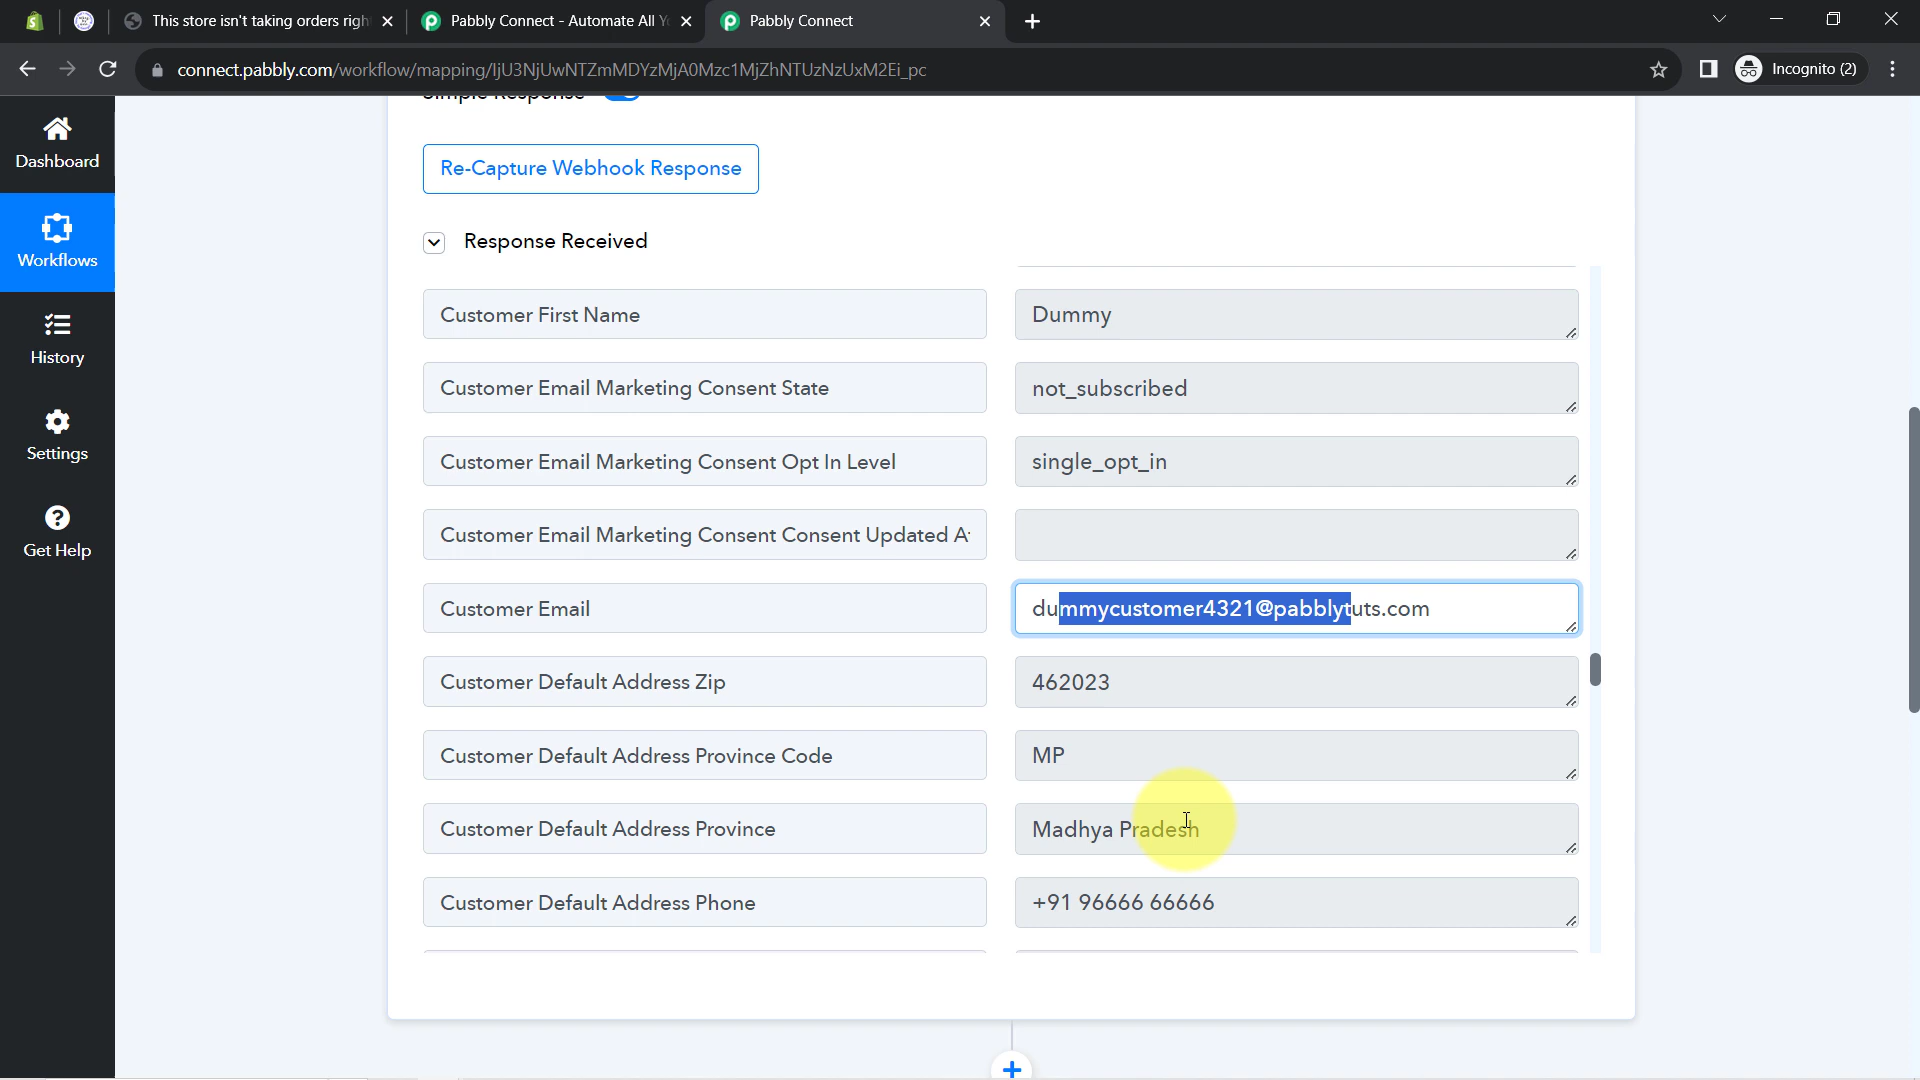 This store isn't taking orders righ
Pabbly Connect - Automate All Y
Pabbly Connect
connect.pabbly.com/workflow/mapping/IjU3NjUwNTZmMDYzMjA0Mzc1MjZhNTUzNzUxM2Ei_pc
Incognito (2)
Dashboard
Workflows
History
Settings
Get Help
Simple Response
Re-Capture Webhook Response
Response Received
Customer First Name
Dummy
Customer Email Marketing Consent State
not_subscribed
Customer Email Marketing Consent Opt In Level
single_opt_in
Customer Email Marketing Consent Consent Updated A
Customer Email
dummycustomer4321@pabblytuts.com
Customer Default Address Zip
462023
Customer Default Address Province Code
MP
Customer Default Address Province
Madhya Pradesh
Customer Default Address Phone
+91 96666 66666